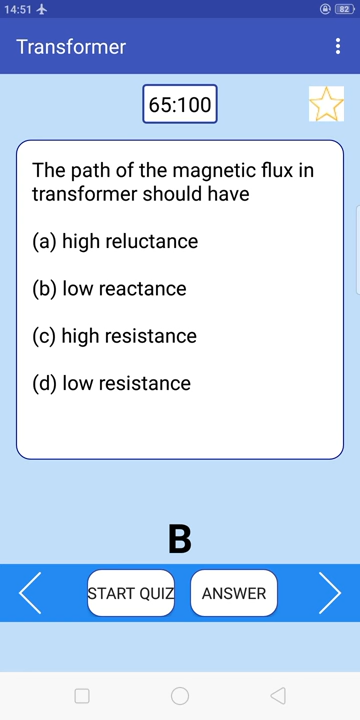 14:51
82
Transformer
65:100
The path of the magnetic flux in
transformer should have
(a) high reluctance
(b) low reactance
(c) high resistance
(d) low resistance
B
START QUIZ
ANSWER